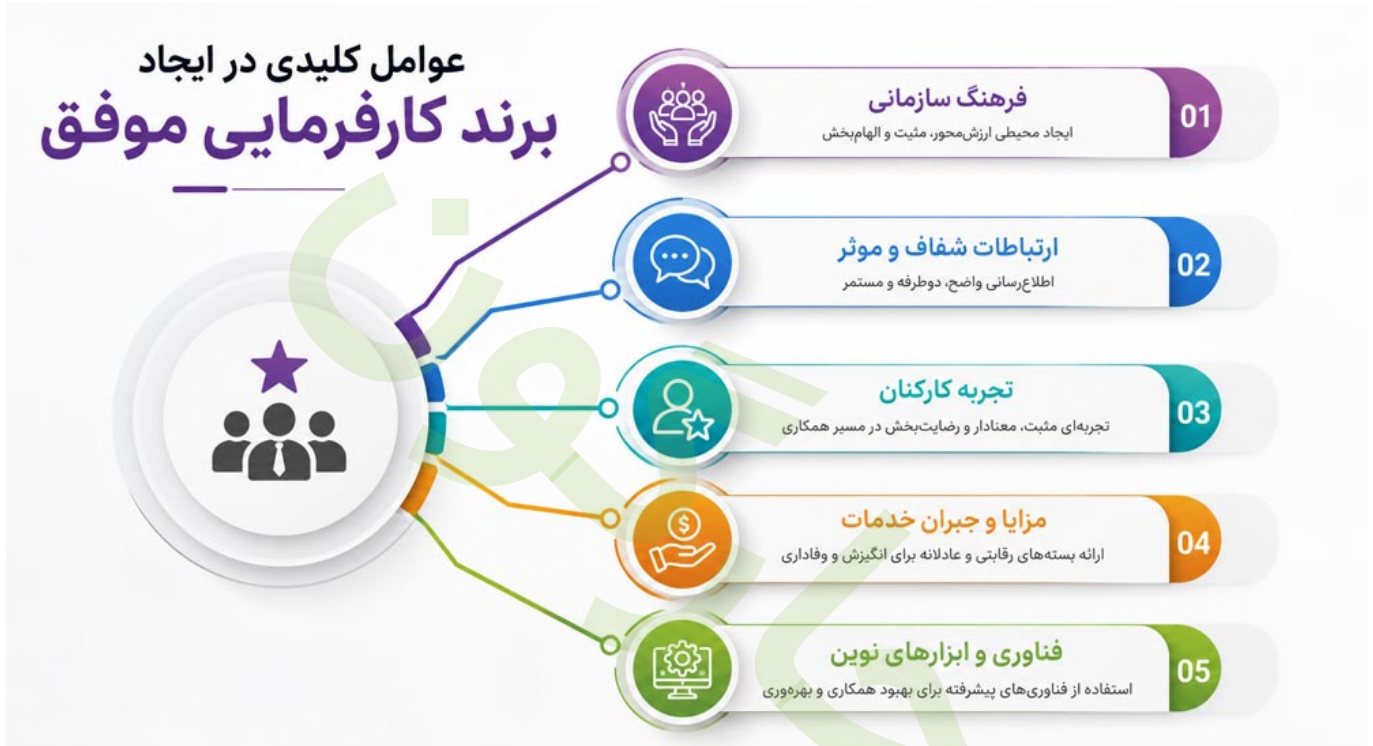 عوامل کلیدی در ایجاد
برند کارفرمایی موفق
01
فرهنگ سازمانی
ایجاد محیطی ارزش‌محور، مثبت و الهام‌بخش
02
ارتباطات شفاف و موثر
اطلاع‌رسانی واضح، دوطرفه و مستمر
03
تجربه کارکنان
تجربه‌ای مثبت، معنادار و رضایت‌بخش در مسیر همکاری
04
مزایا و جبران خدمات
ارائه بسته‌های رقابتی و عادلانه برای انگیزش و وفاداری
05
فناوری و ابزارهای نوین
استفاده از فناوری‌های پیشرفته برای بهبود همکاری و بهره‌وری